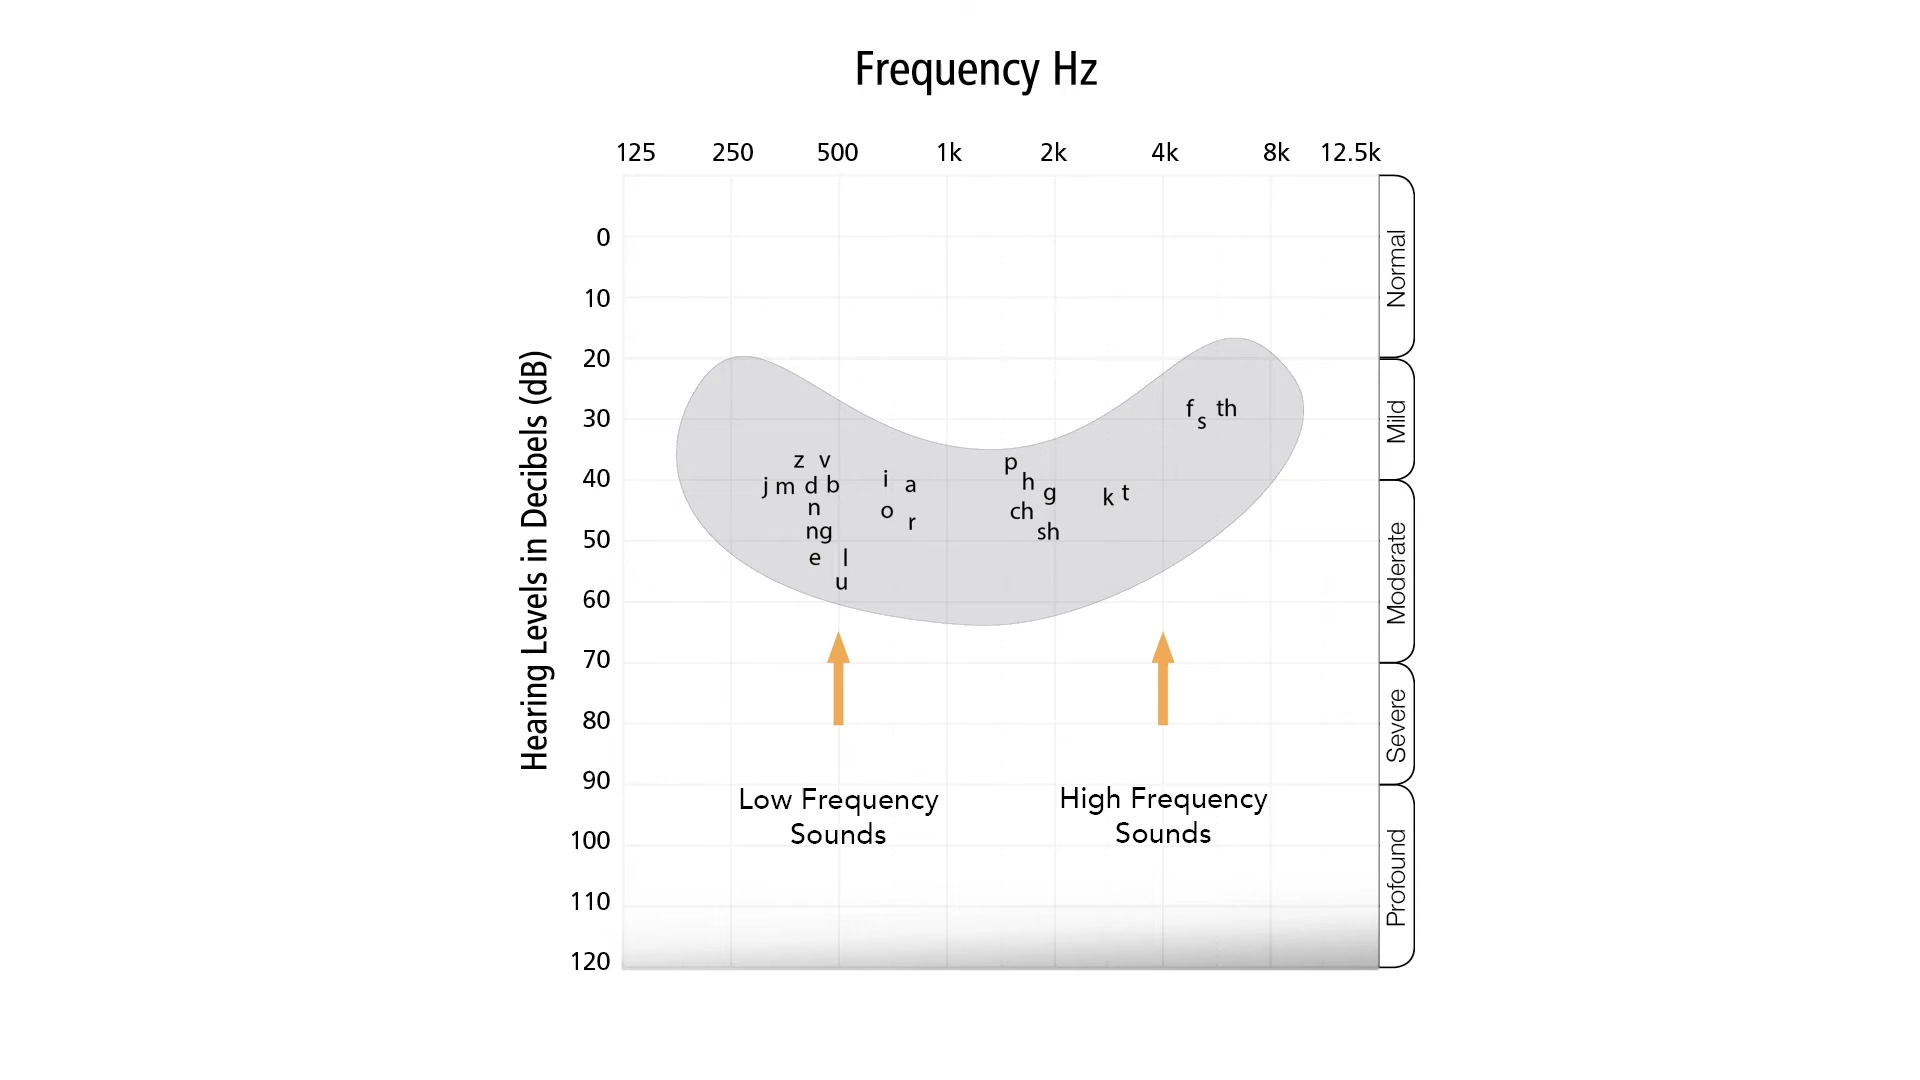 Frequency Hz
125 250 500 1k 2k 4k 8k 12.5k
Hearing Levels in Decibels (dB)
0
10
20
30
40
50
60
70
80
90
100
110
120
f th
s
z v
p
i a
h
j m d b
g
k t
n
o
ch
r
ng
sh
e l
u
Low Frequency
Sounds
High Frequency
Sounds
Normal
Mild
Moderate
Severe
Profound